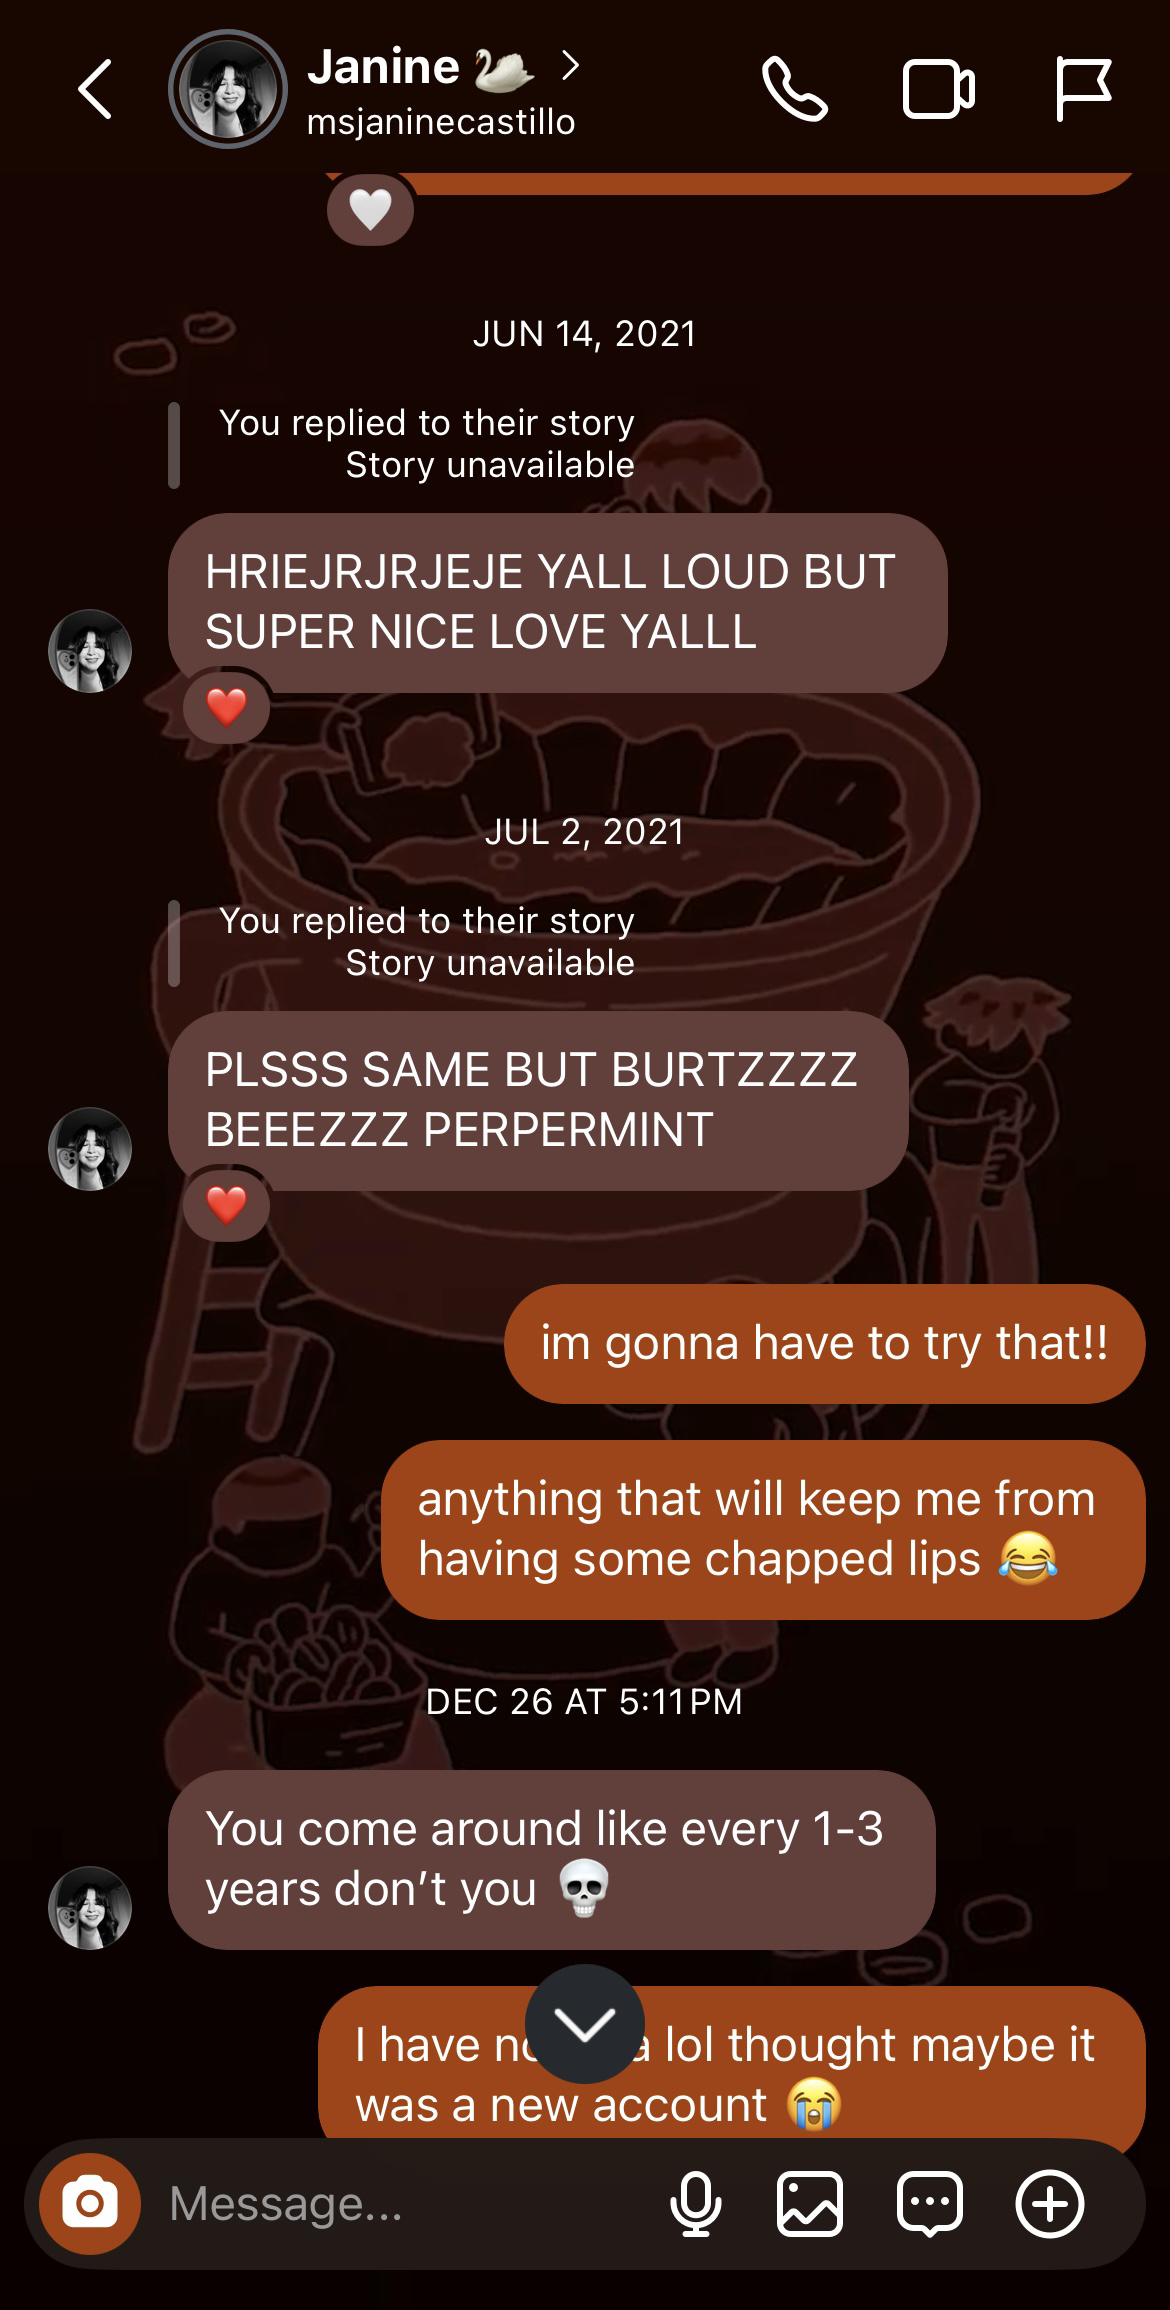 Janine 🦢
msjaninecastillo
🤍
JUN 14, 2021
You replied to their story
Story unavailable
HRIEJRJRJEJE YALL LOUD BUT
SUPER NICE LOVE YALLL
❤️
JUL 2, 2021
You replied to their story
Story unavailable
PLSSS SAME BUT BURTZZZZ
BEEEZZZ PERPERMINT
❤️
im gonna have to try that!!
anything that will keep me from
having some chapped lips 😂
DEC 26 AT 5:11 PM
You come around like every 1-3
years don’t you 💀
I have lol thought maybe it
was a new account 😭
Message...